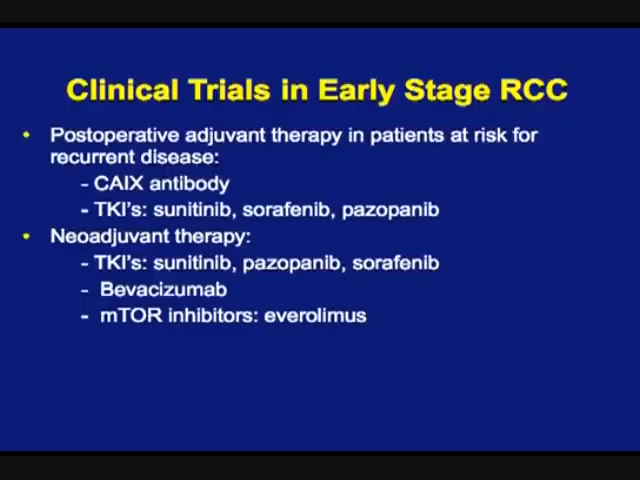 Clinical Trials in Early Stage RCC
• Postoperative adjuvant therapy in patients at risk for
recurrent disease:
- CAIX antibody
- TKI's: sunitinib, sorafenib, pazopanib
• Neoadjuvant therapy:
- TKI's: sunitinib, pazopanib, sorafenib
- Bevacizumab
- mTOR inhibitors: everolimus